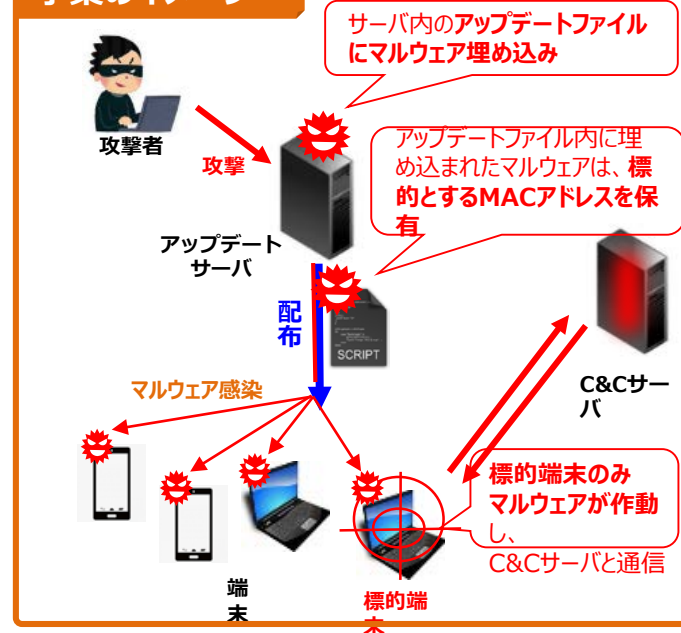 サーバ内のアップデートファイル
にマルウェア埋め込み
攻撃者
攻撃
アップデートファイル内に埋
め込まれたマルウェアは、標
的とするMACアドレスを保
有
アップデート
サーバ
配
布
SCRIPT
マルウェア感染
C&Cサー
バ
標的端末のみ
マルウェアが作動
し、
C&Cサーバと通信
端
末
標的端
末